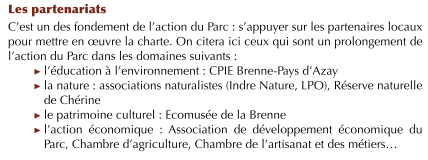 Les partenariats
C'est un des fondement de l'action du Parc : s'appuyer sur les partenaires locaux
pour mettre en œuvre la charte. On citera ici ceux qui sont un prolongement de
l'action du Parc dans les domaines suivants :
▸ l'éducation à l'environnement : CPIE Brenne-Pays d'Azay
▸ la nature : associations naturalistes (Indre Nature, LPO), Réserve naturelle
de Chérine
▸ le patrimoine culturel : Ecomusée de la Brenne
▸ l'action économique : Association de développement économique du
Parc, Chambre d'agriculture, Chambre de l'artisanat et des métiers…